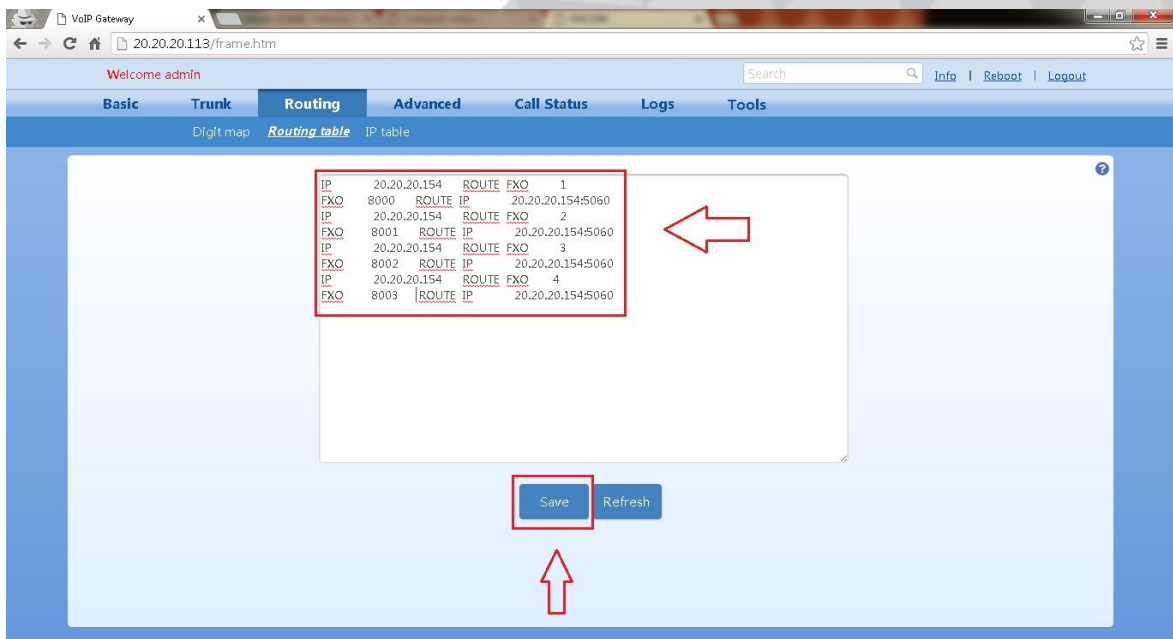 VoIP Gateway
20.20.20.113/frame.htm
Welcome admin
Search
Info | Reboot | Logout
Basic Trunk Routing Advanced Call Status Logs Tools
Digit map Routing table IP table
IP 20.20.20.154 ROUTE FXO 1
FXO 8000 ROUTE IP 20.20.20.154:5060
IP 20.20.20.154 ROUTE FXO 2
FXO 8001 ROUTE IP 20.20.20.154:5060
IP 20.20.20.154 ROUTE FXO 3
FXO 8002 ROUTE IP 20.20.20.154:5060
IP 20.20.20.154 ROUTE FXO 4
FXO 8003 ROUTE IP 20.20.20.154:5060
Save Refresh